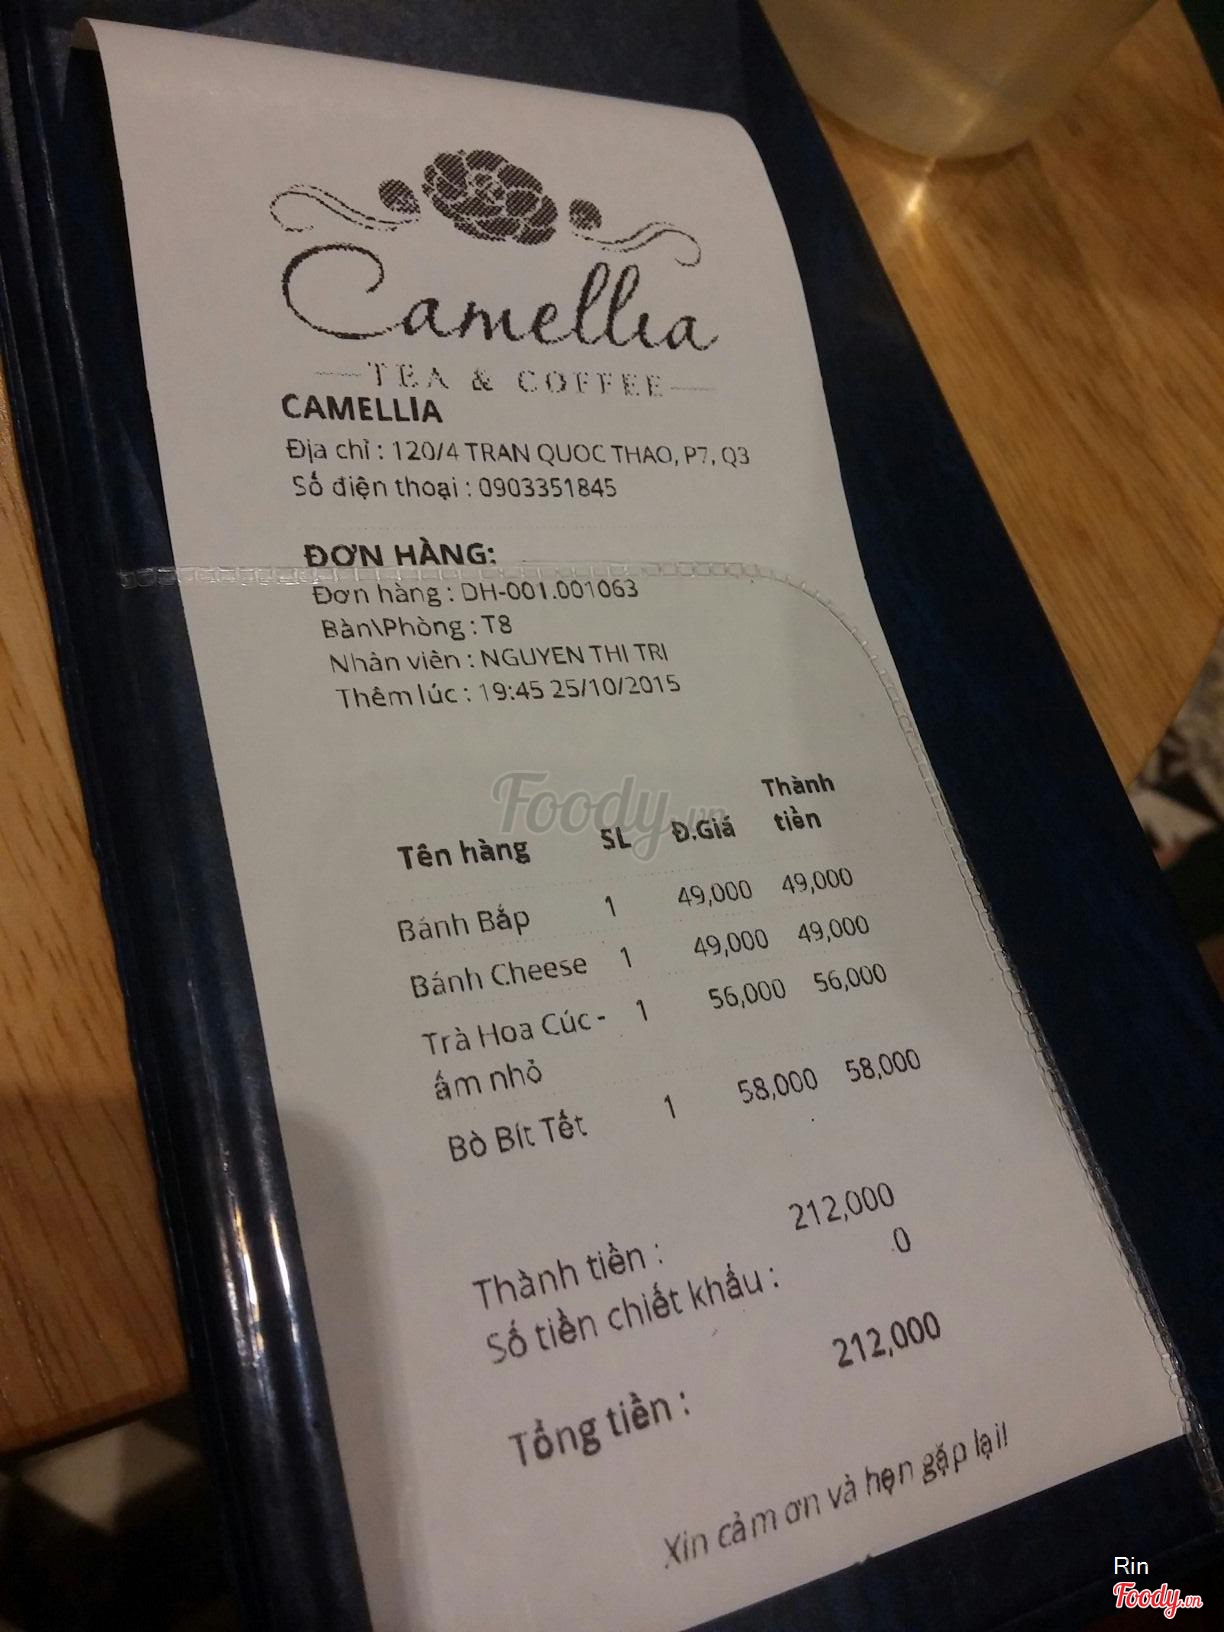 Camellia
TEA & COFFEE
CAMELLIA
Địa chỉ : 120/4 TRAN QUOC THAO, P7, Q3
Số điện thoại : 0903351845
ĐƠN HÀNG:
Đơn hàng : DH-001.001063
Bàn\Phòng : T8
Nhân viên : NGUYEN THI TRI
Thêm lúc : 19:45 25/10/2015
Foody.vn
Tên hàng SL Đ.Giá Thành tiền
Bánh Bắp 1 49,000 49,000
Bánh Cheese 1 49,000 49,000
Trà Hoa Cúc - 1 56,000 56,000
ấm nhỏ
Bò Bít Tết 1 58,000 58,000
Thành tiền : 212,000
Số tiền chiết khấu : 0
Tổng tiền : 212,000
Xin cảm ơn và hẹn gặp lại!
Rin
Foody.vn